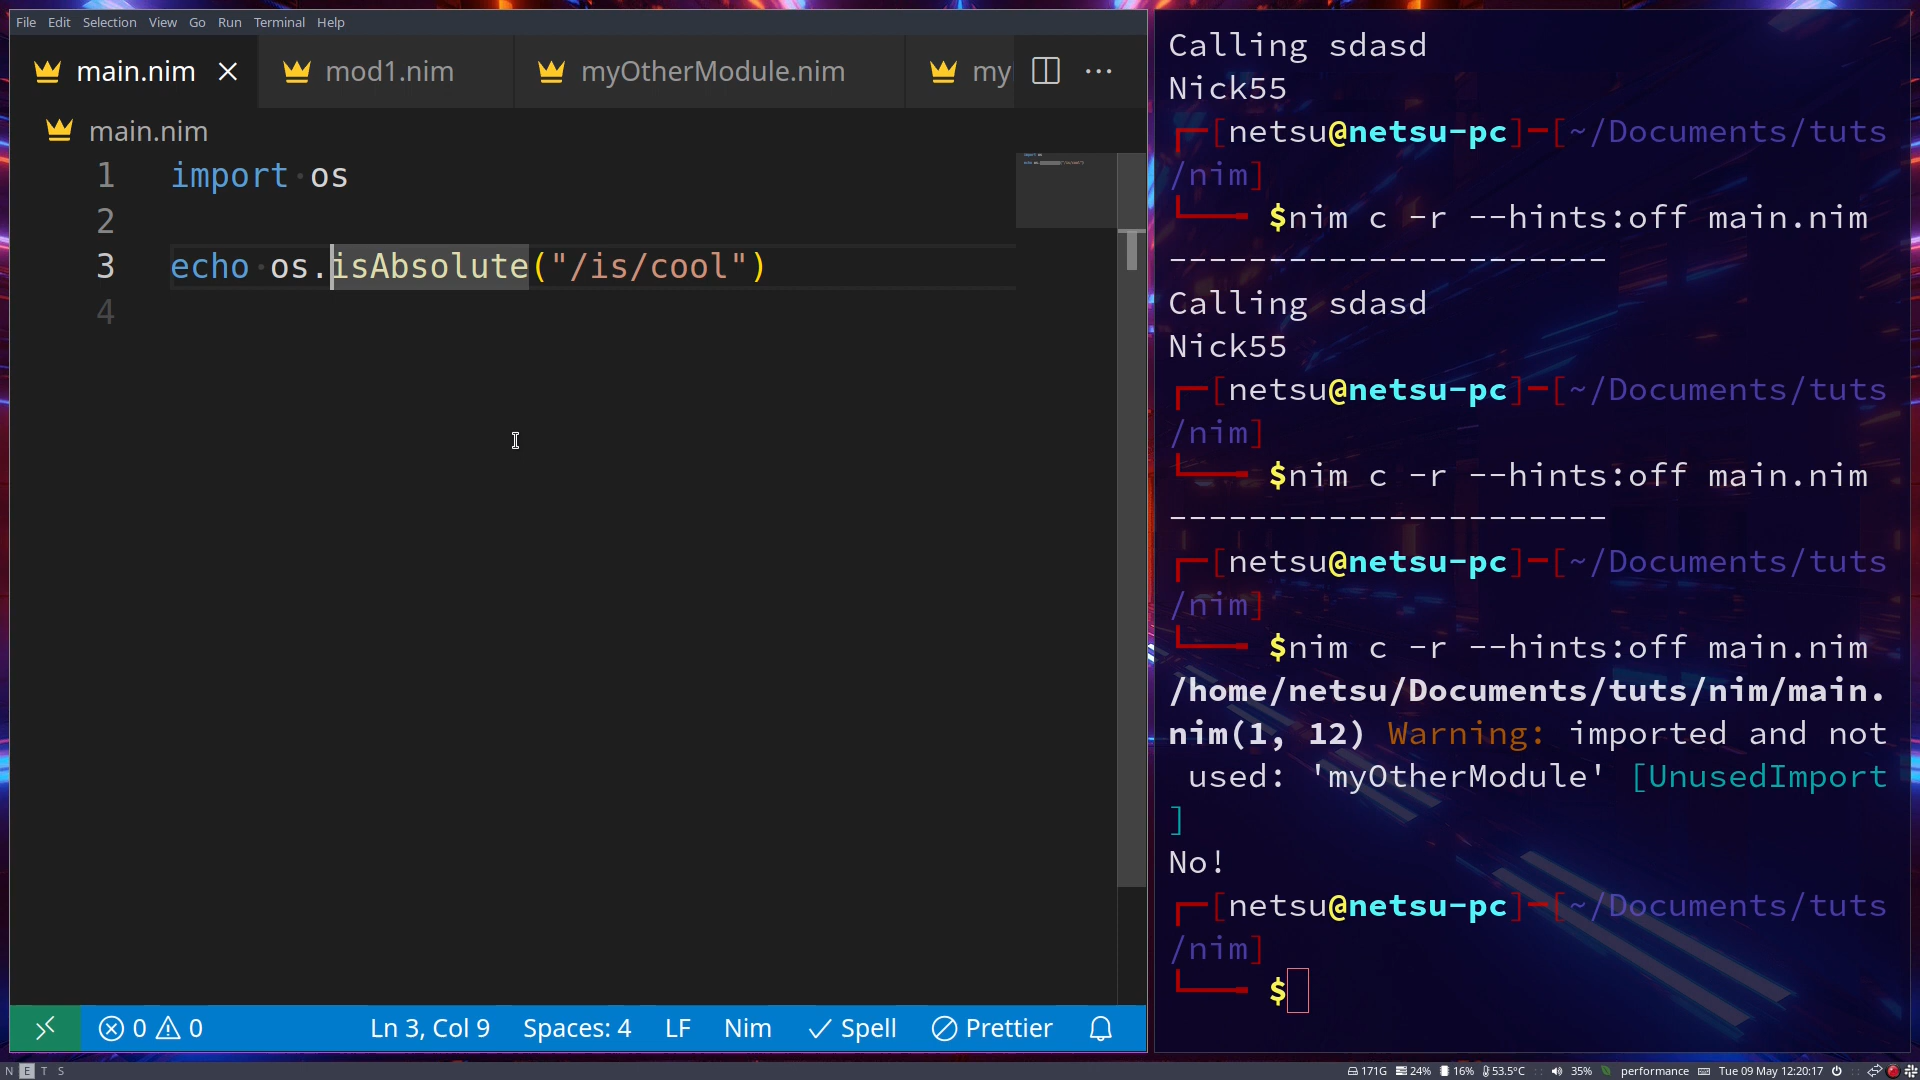 File Edit Selection View Go Run Terminal Help
main.nim mod1.nim myOtherModule.nim my
main.nim
1 import os
2
3 echo os.isAbsolute("/is/cool")
4
0 0 Ln 3, Col 9 Spaces: 4 LF Nim Spell Prettier
Calling sdasd
Nick55
[netsu@netsu-pc]-[~/Documents/tuts
/nim]
$nim c -r --hints:off main.nim
----------------------
Calling sdasd
Nick55
[netsu@netsu-pc]-[~/Documents/tuts
/nim]
$nim c -r --hints:off main.nim
----------------------
[netsu@netsu-pc]-[~/Documents/tuts
/nim]
$nim c -r --hints:off main.nim
/home/netsu/Documents/tuts/nim/main.
nim(1, 12) Warning: imported and not
used: 'myOtherModule' [UnusedImport
]
No!
[netsu@netsu-pc]-[~/Documents/tuts
/nim]
$
N E T S 171G 24% 16% 53.5°C 35% performance Tue 09 May 12:20:17